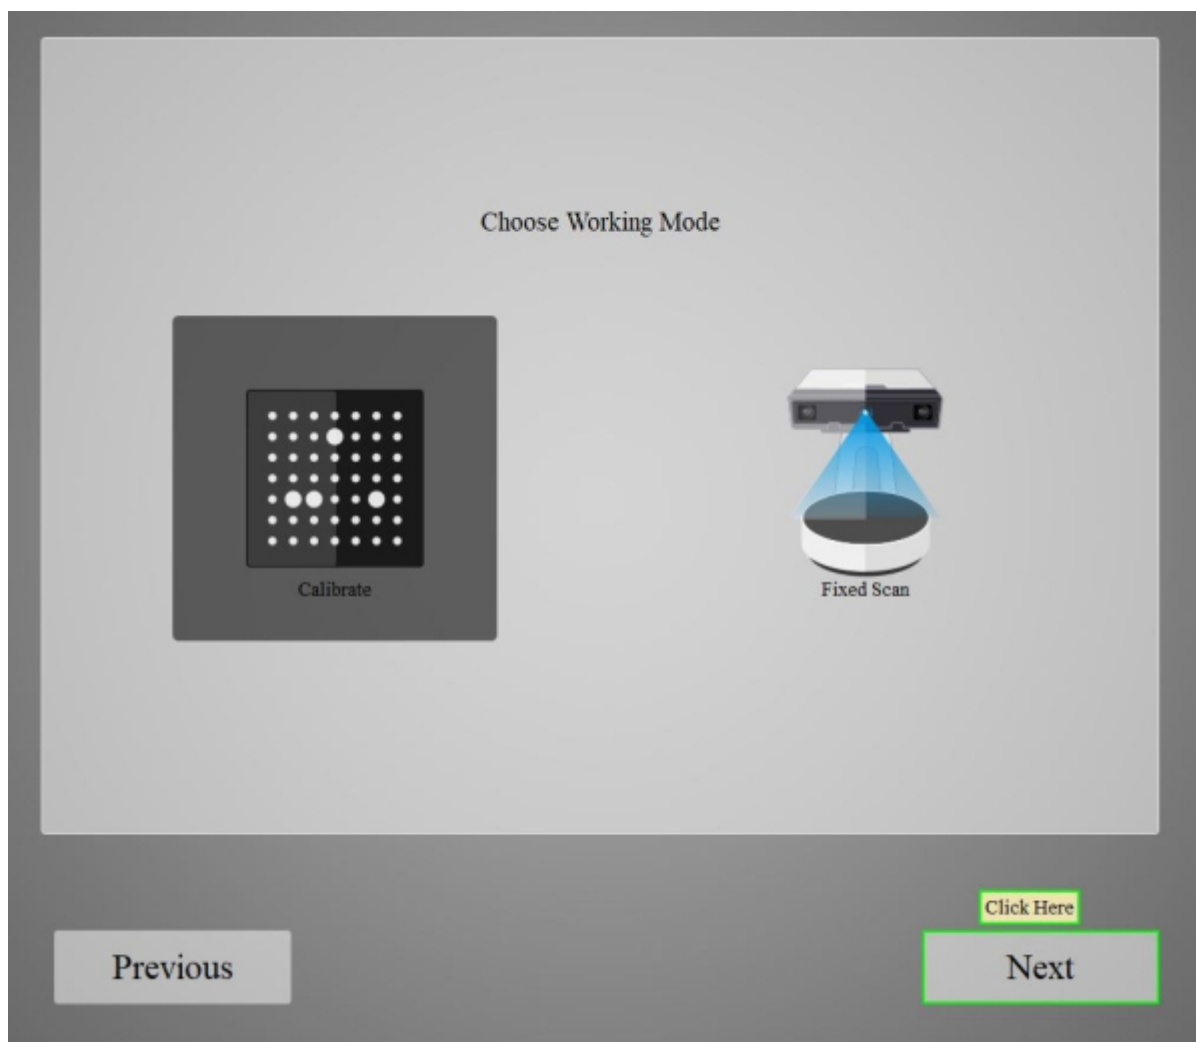 Choose Working Mode
Calibrate
Fixed Scan
Click Here
Previous
Next